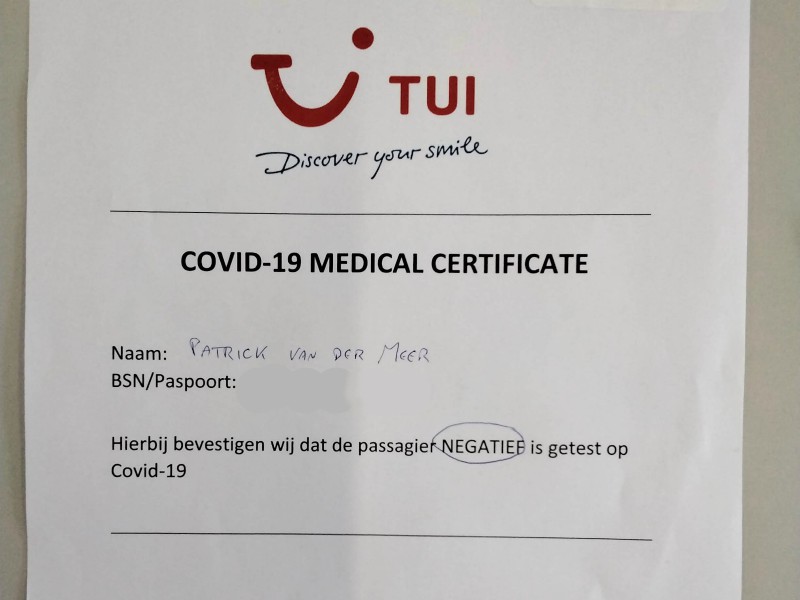 TUI
Discover your smile
COVID-19 MEDICAL CERTIFICATE
Naam: PATRICK VAN DER MEER
BSN/Paspoort:
Hierbij bevestigen wij dat de passagier NEGATIEF is getest op
Covid-19